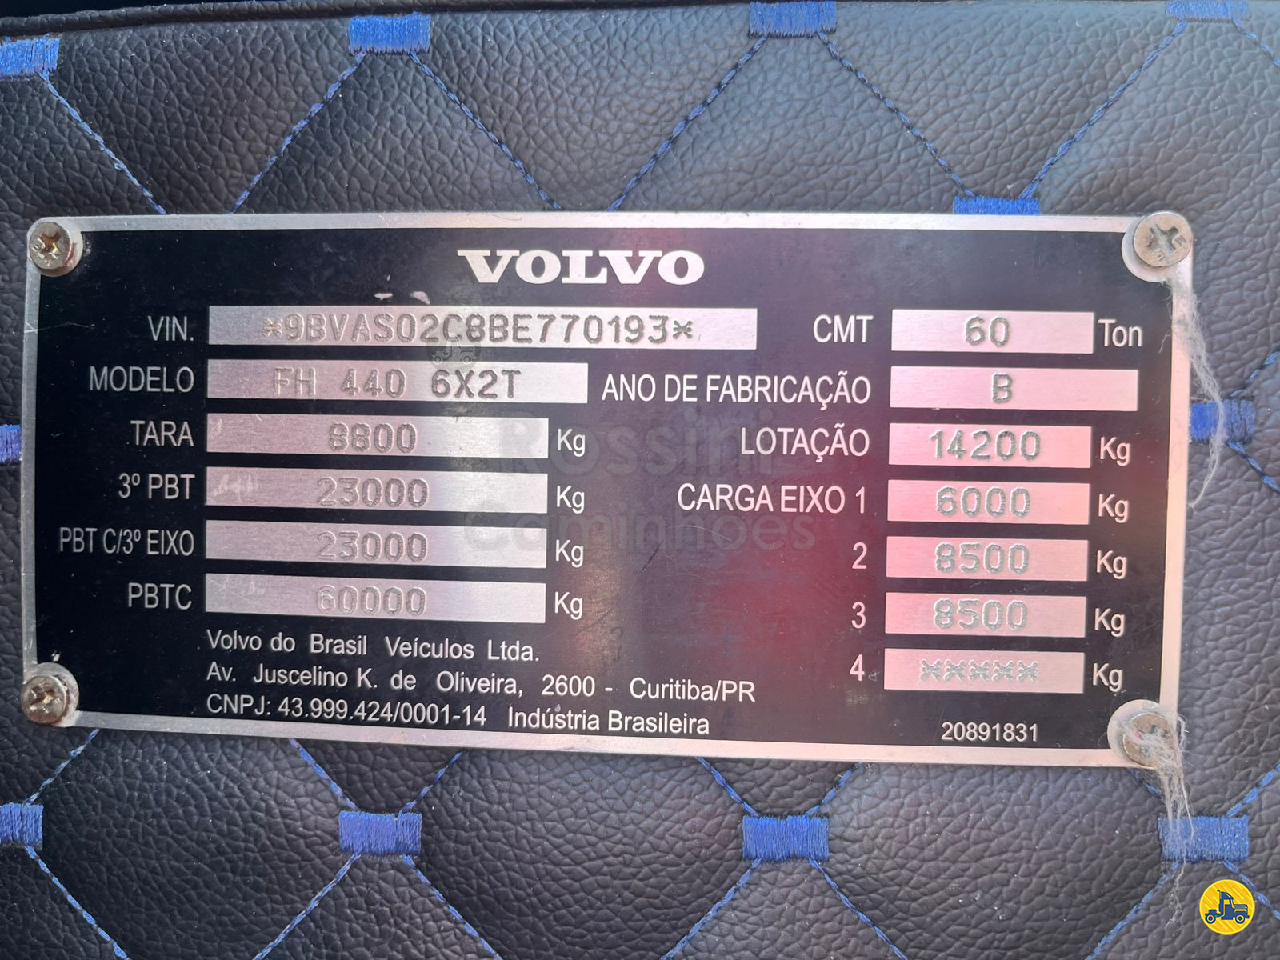 VOLVO
VIN. *9BVAS02C8BE770193* CMT 60 Ton
MODELO FH 440 6X2T ANO DE FABRICAÇÃO B
TARA 8800 Kg LOTAÇÃO 14200 Kg
3º PBT 23000 Kg CARGA EIXO 1 6000 Kg
PBT C/3º EIXO 23000 Kg 2 8500 Kg
PBTC 60000 Kg 3 8500 Kg
4 ***** Kg
Volvo do Brasil Veículos Ltda.
Av. Juscelino K. de Oliveira, 2600 - Curitiba/PR
CNPJ: 43.999.424/0001-14 Indústria Brasileira
20891831
Rossini
Caminhões